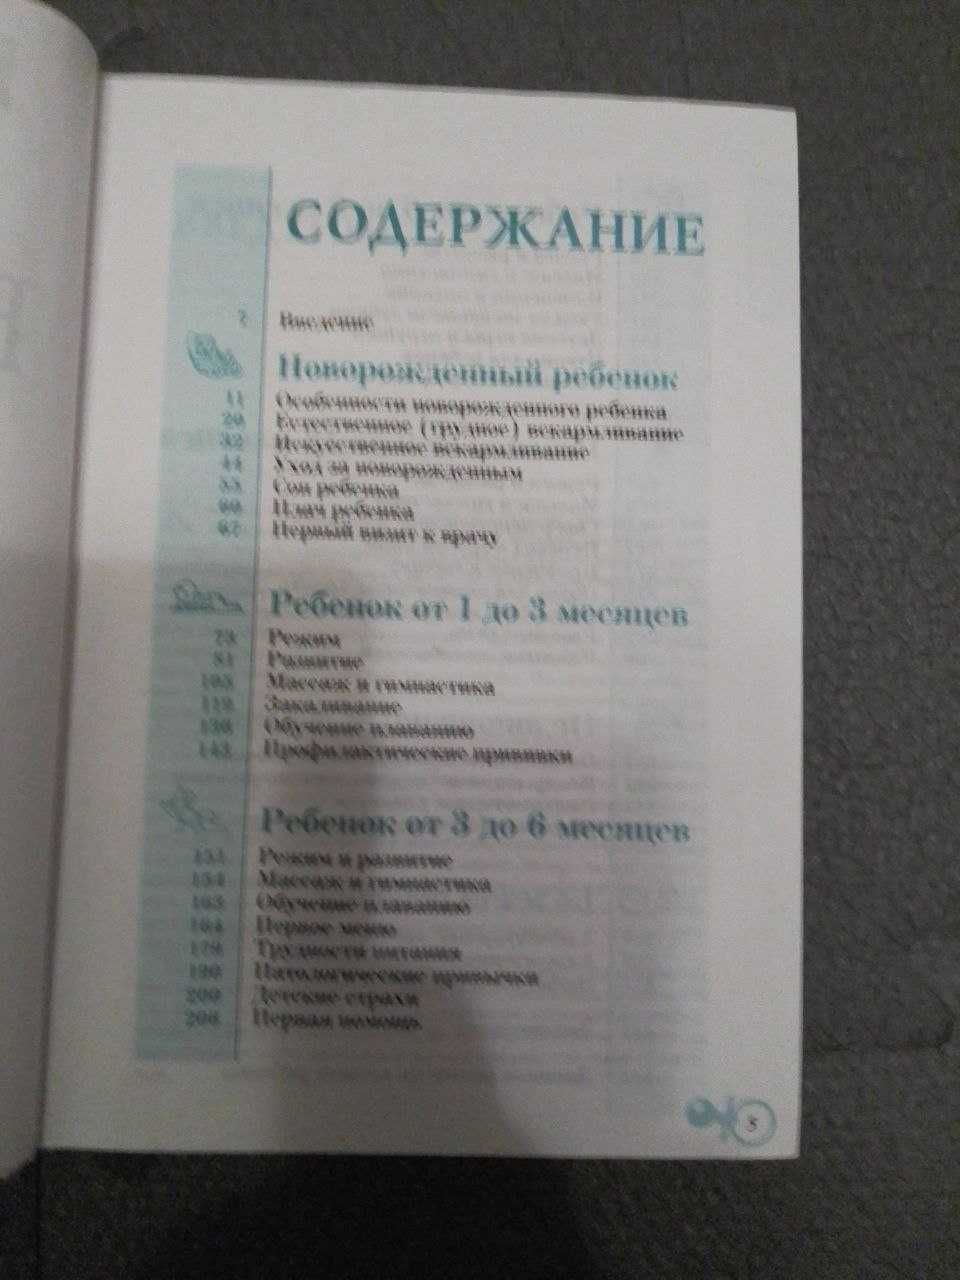 СОДЕРЖАНИЕ
7 Введение
Новорожденный ребенок
11 Особенности новорожденного ребенка
20 Естественное (грудное) вскармливание
32 Искусственное вскармливание
44 Уход за новорожденным
55 Сон ребенка
60 Плач ребенка
67 Первый визит к врачу
Ребенок от 1 до 3 месяцев
73 Режим
81 Развитие
103 Массаж и гимнастика
119 Закаливание
Обучение плаванию
143 Профилактические прививки
Ребенок от 3 до 6 месяцев
151 Режим и развитие
154 Массаж и гимнастика
163 Обучение плаванию
164 Первое меню
179 Трудности питания
190 Патологические привычки
200 Детские страхи
206 Первая помощь
5